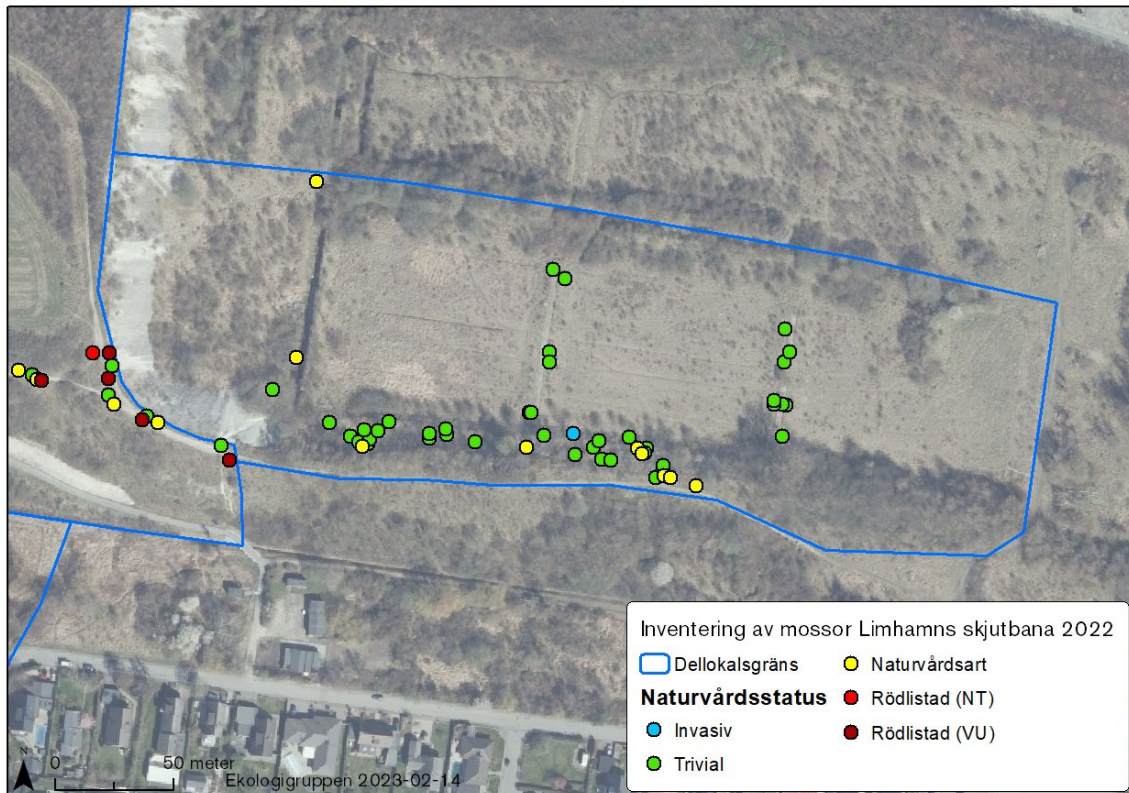 Inventering av mossor Limhamns skjutbana 2022
Dellokalsgräns
Naturvårdsstatus
Invasiv
Trivial
Naturvårdsart
Rödlistad (NT)
Rödlistad (VU)
N
0 50 meter
Ekologigruppen 2023-02-14